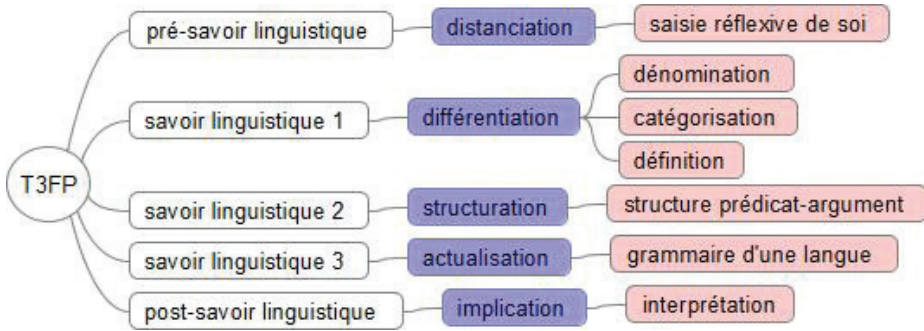 T3FP
pré-savoir linguistique
distanciation
saisie réflexive de soi
savoir linguistique 1
différentiation
dénomination
catégorisation
définition
savoir linguistique 2
structuration
structure prédicat-argument
savoir linguistique 3
actualisation
grammaire d'une langue
post-savoir linguistique
implication
interprétation